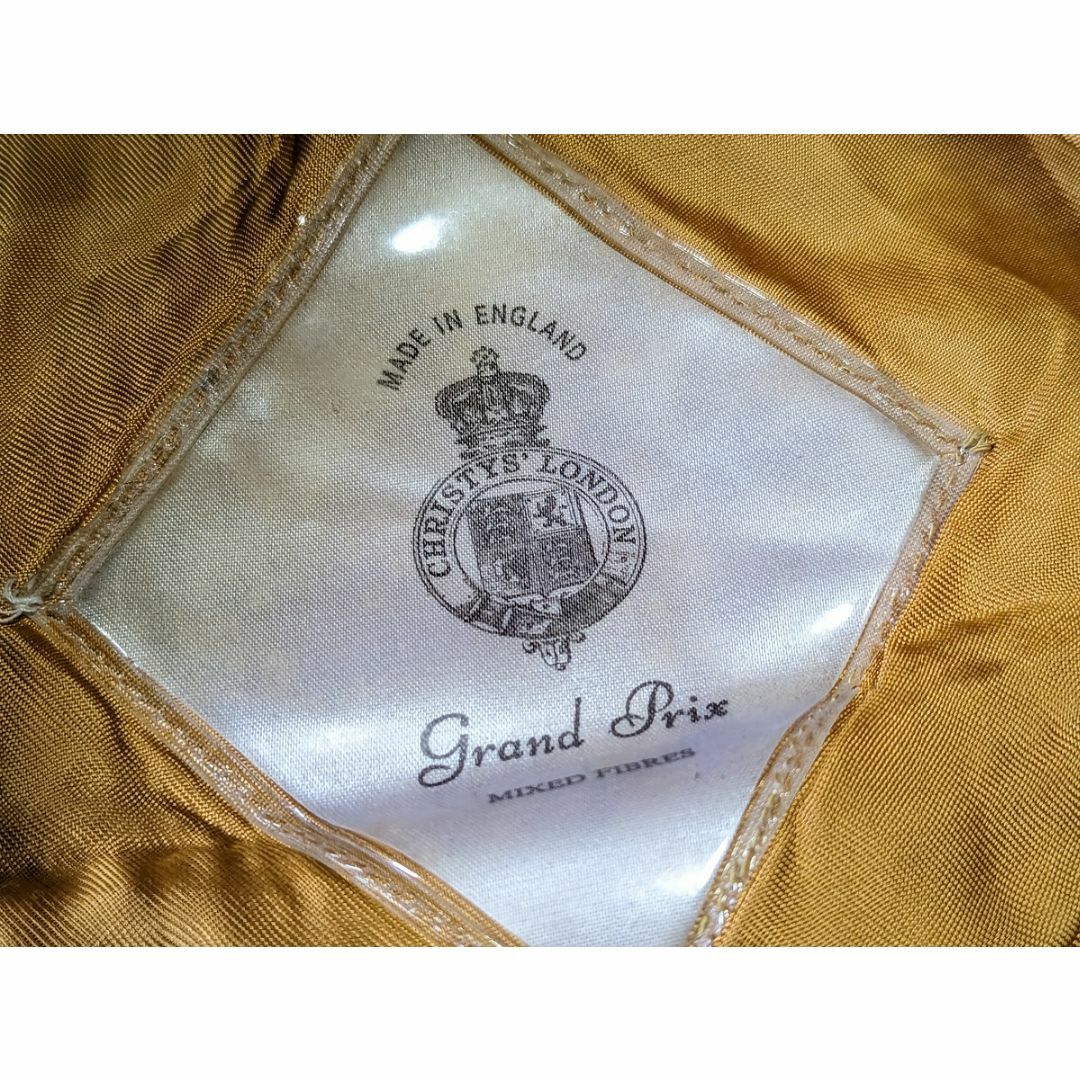 MADE IN ENGLAND
CHRISTYS' LONDON
Grand Prix
MIXED FIBRES